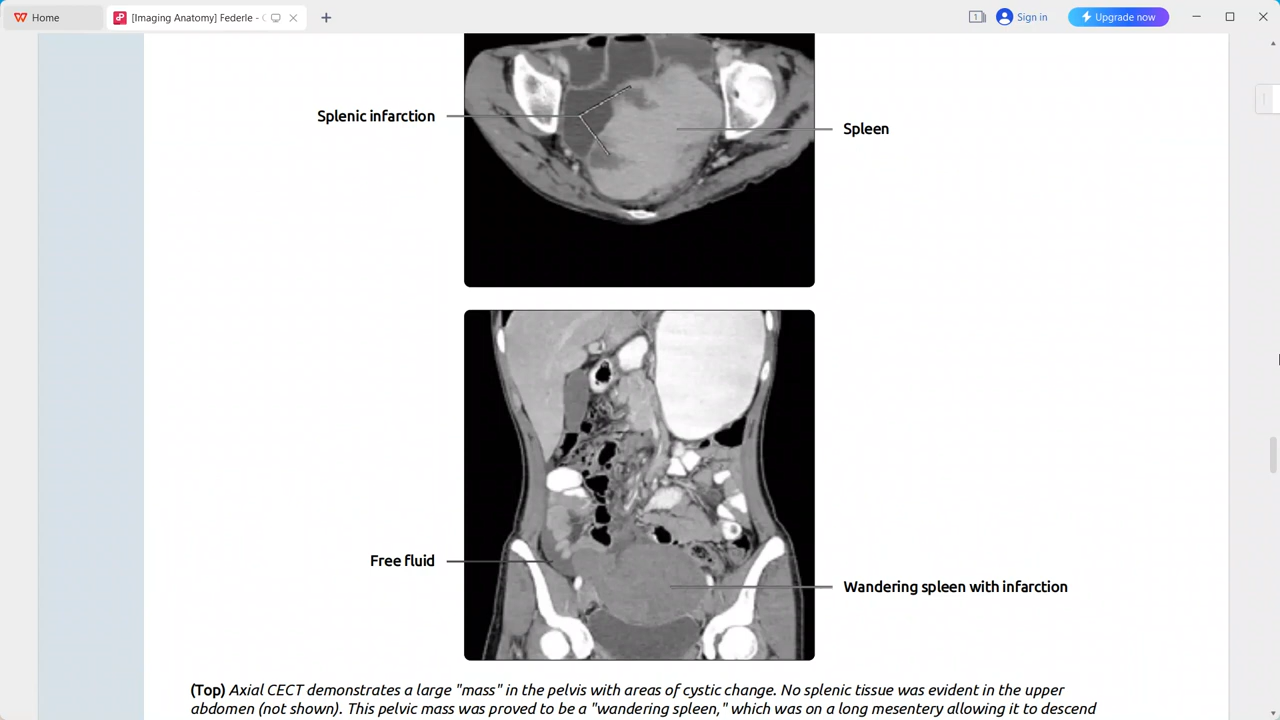 Home
[Imaging Anatomy] Federle -
1
Sign in
Upgrade now
Splenic infarction
Spleen
Free fluid
Wandering spleen with infarction
(Top) Axial CECT demonstrates a large "mass" in the pelvis with areas of cystic change. No splenic tissue was evident in the upper
abdomen (not shown). This pelvic mass was proved to be a "wandering spleen," which was on a long mesentery allowing it to descend